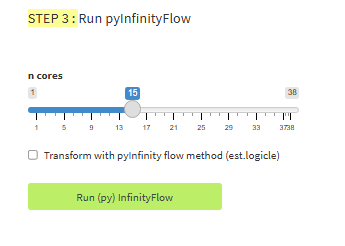 STEP 3 : Run pyInfinityFlow
n cores
1 15 38
1 5 9 13 17 21 25 29 33 3738
Transform with pyInfinity flow method (est.logicle)
Run (py) InfinityFlow